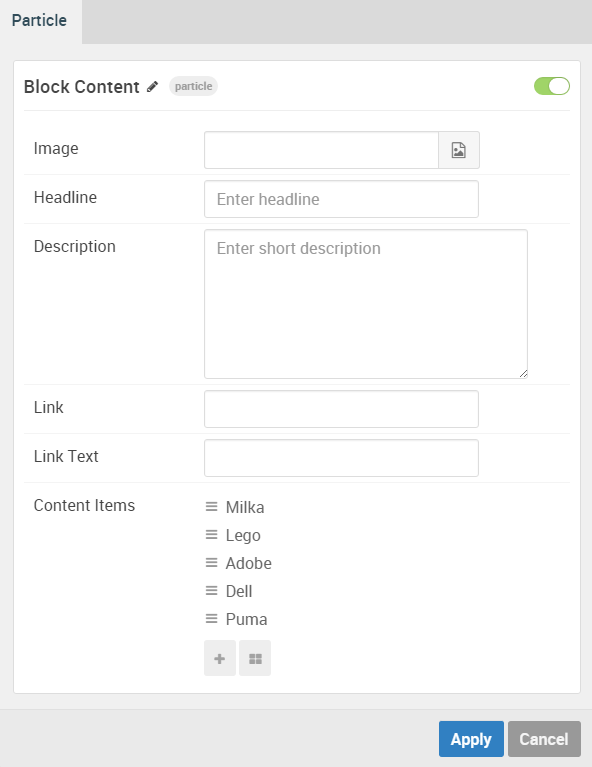 Particle
Block Content particle
Image
Headline Enter headline
Description Enter short description
Link
Link Text
Content Items Milka
Lego
Adobe
Dell
Puma
Apply Cancel